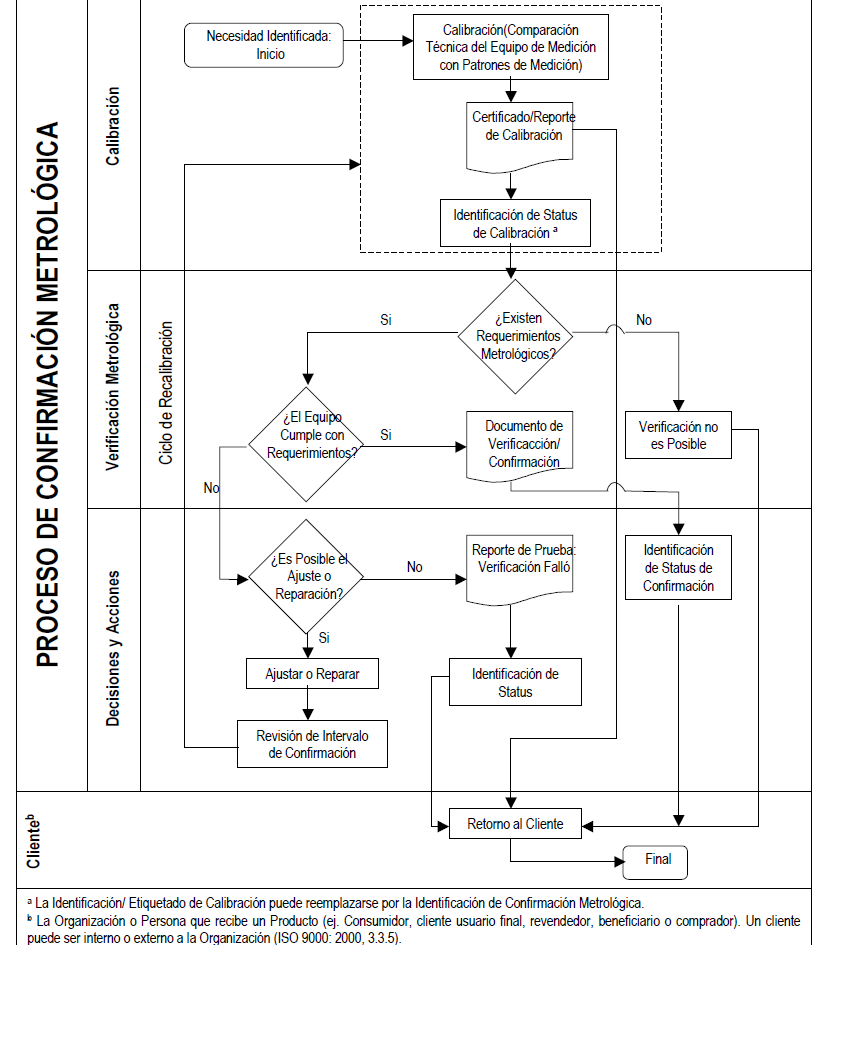 PROCESO DE CONFIRMACIÓN METROLÓGICA
Calibración
Necesidad Identificada:
Inicio
Calibración(Comparación
Técnica del Equipo de Medición
con Patrones de Medición)
Certificado/Reporte
de Calibración
Identificación de Status
de Calibración ª
Verificación Metrológica
Ciclo de Recalibración
¿Existen
Requerimientos
Metrológicos?
Si
No
¿El Equipo
Cumple con
Requerimientos?
Si
No
Documento de
Verificacción/
Confirmación
Verificación no
es Posible
Decisiones y Acciones
¿Es Posible el
Ajuste o
Reparación?
No
Si
Reporte de Prueba:
Verificación Falló
Identificación
de Status de
Confirmación
Ajustar o Reparar
Identificación de
Status
Revisión de Intervalo
de Confirmación
Clienteᵇ
Retorno al Cliente
Final
ª La Identificación/ Etiquetado de Calibración puede reemplazarse por la Identificación de Confirmación Metrológica.
ᵇ La Organización o Persona que recibe un Producto (ej. Consumidor, cliente usuario final, revendedor, beneficiario o comprador). Un cliente
puede ser interno o externo a la Organización (ISO 9000: 2000, 3.3.5).